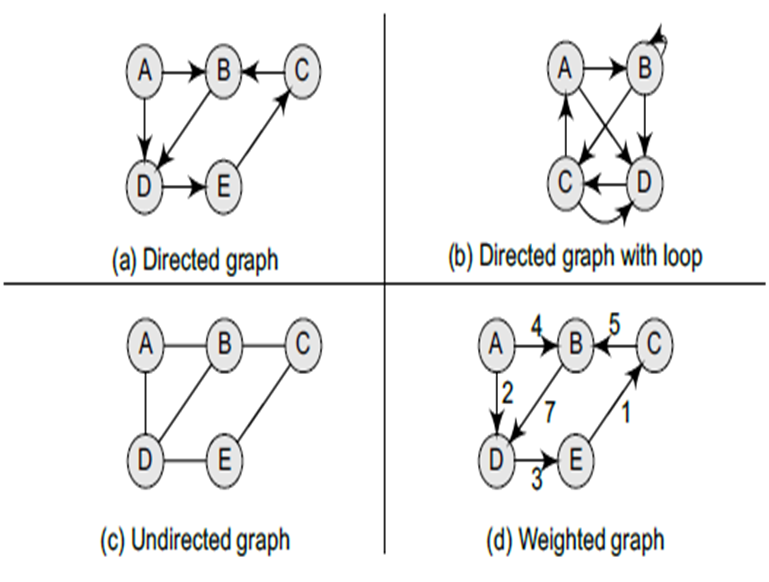 A B C
D E
(a) Directed graph
A B
C D
(b) Directed graph with loop
A B C
D E
(c) Undirected graph
A 4 B 5 C
2 7 1
D 3 E
(d) Weighted graph